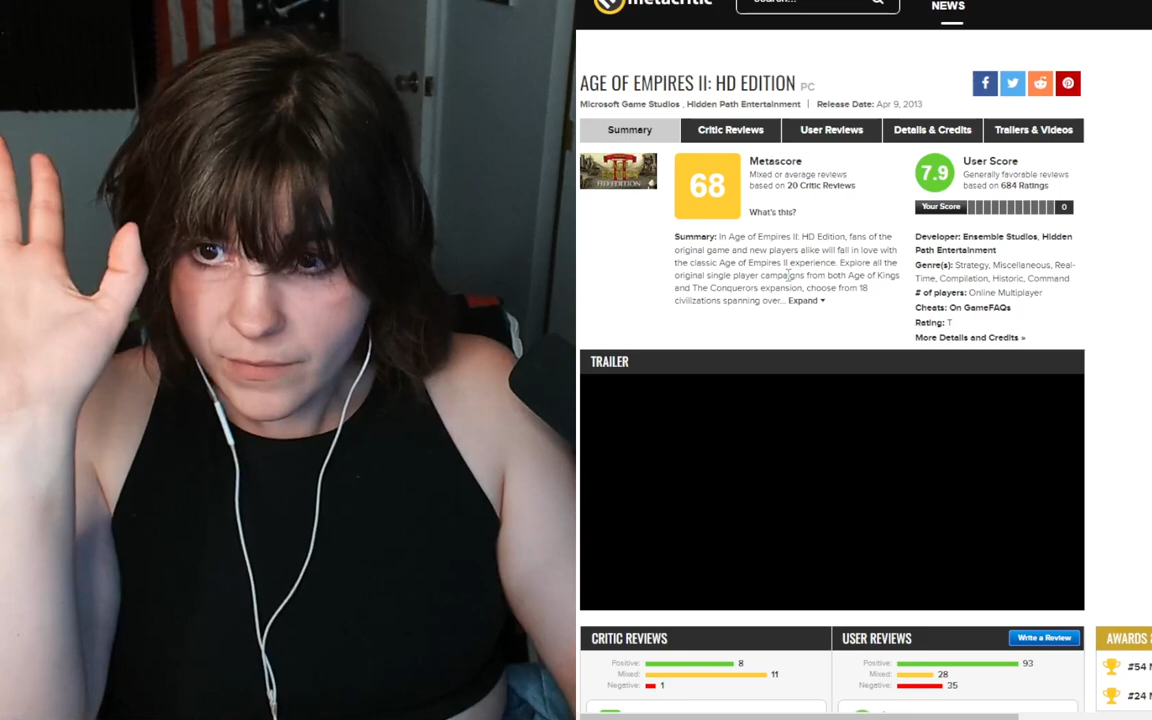 metacritic
Search...
NEWS
AGE OF EMPIRES II: HD EDITION PC
Microsoft Game Studios , Hidden Path Entertainment | Release Date: Apr 9, 2013
Summary
Critic Reviews
User Reviews
Details & Credits
Trailers & Videos
II
HD EDITION
68
Metascore
Mixed or average reviews
based on 20 Critic Reviews
What's this?
7.9
User Score
Generally favorable reviews
based on 684 Ratings
Your Score
0
Summary: In Age of Empires II: HD Edition, fans of the
original game and new players alike will fall in love with
the classic Age of Empires II experience. Explore all the
original single player campaigns from both Age of Kings
and The Conquerors expansion, choose from 18
civilizations spanning over... Expand
Developer: Ensemble Studios, Hidden
Path Entertainment
Genre(s): Strategy, Miscellaneous, Real-
Time, Compilation, Historic, Command
# of players: Online Multiplayer
Cheats: On GameFAQs
Rating: T
More Details and Credits »
TRAILER
CRITIC REVIEWS
Positive: 8
Mixed: 11
Negative: 1
USER REVIEWS
Write a Review
Positive: 93
Mixed: 28
Negative: 35
AWARDS &
#54 
#24